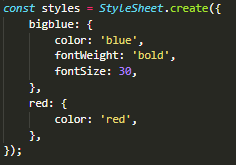 const styles = StyleSheet.create({
    bigblue: {
        color: 'blue',
        fontWeight: 'bold',
        fontSize: 30,
    },
    red: {
        color: 'red',
    },
});